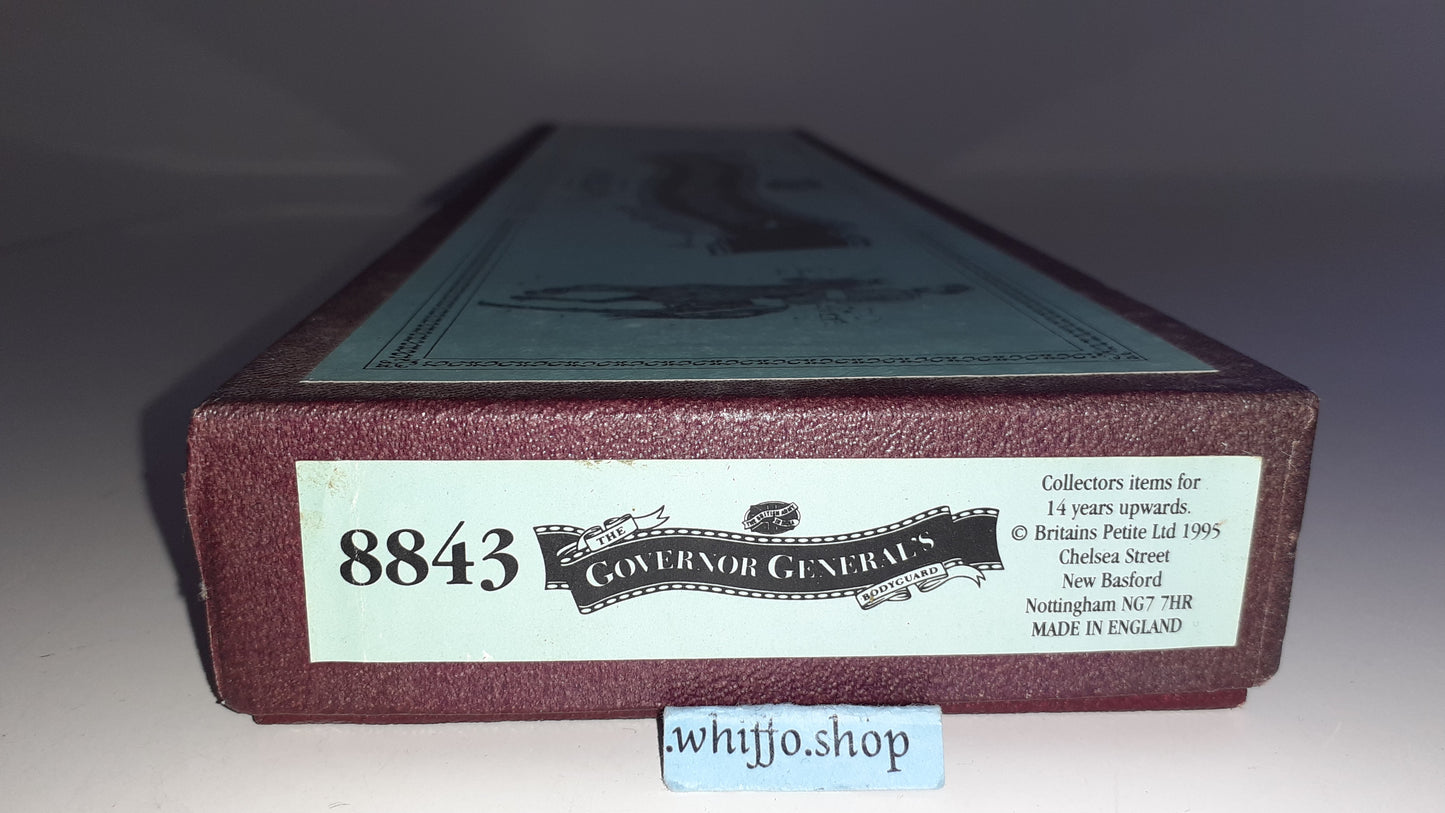 8843
THE
GOVERNOR GENERAL'S
BODYGUARD
Collectors items for
14 years upwards.
© Britains Petite Ltd 1995
Chelsea Street
New Basford
Nottingham NG7 7HR
MADE IN ENGLAND
.whiffo.shop